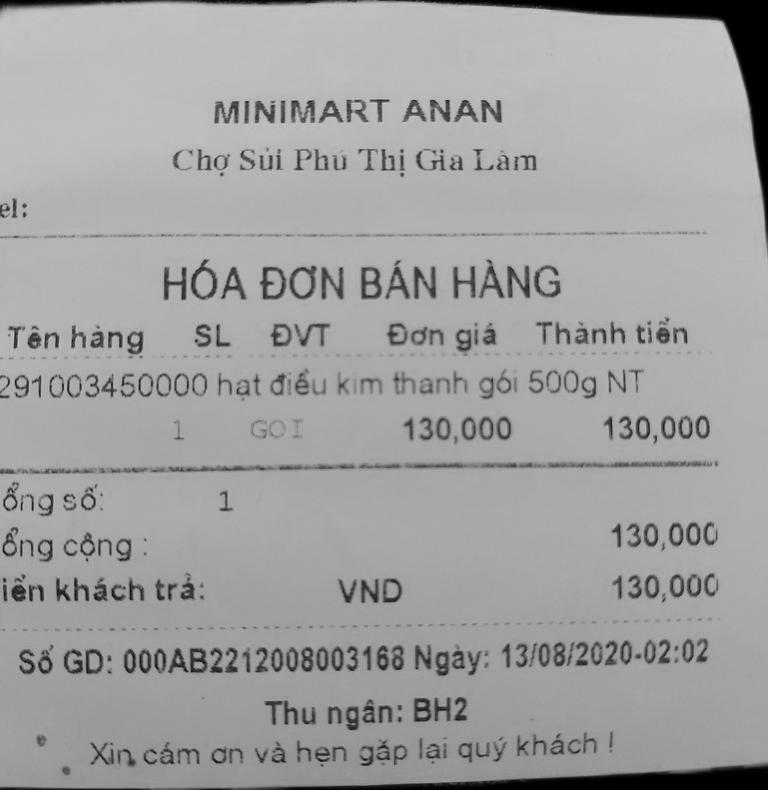 MINIMART ANAN
Chợ Sủi Phú Thị Gia Lâm
el:
HÓA ĐƠN BÁN HÀNG
Tên hàng SL ĐVT Đơn giá Thành tiền
291003450000 hạt điều kim thanh gói 500g NT
1 GOI 130,000 130,000
ổng số: 1
ổng cộng : 130,000
iền khách trả: VND 130,000
Số GD: 000AB2212008003168 Ngày: 13/08/2020-02:02
Thu ngân: BH2
Xin cám ơn và hẹn gặp lại quý khách !